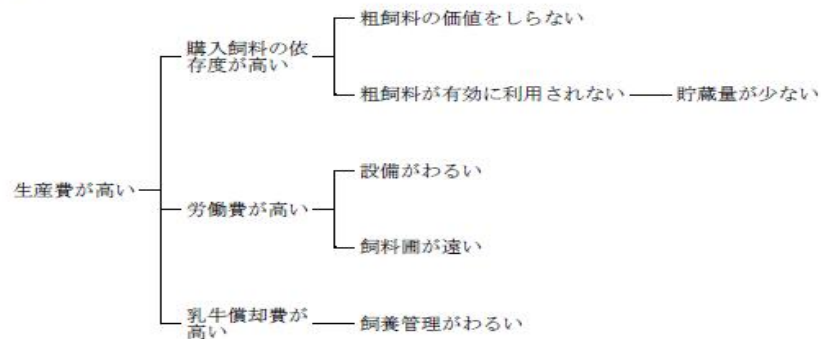 粗飼料の価値をしらない
購入飼料の依
存度が高い
粗飼料が有効に利用されない
貯蔵量が少ない
生産費が高い
設備がわるい
労働費が高い
飼料圃が遠い
乳牛償却費が
高い
飼養管理がわるい